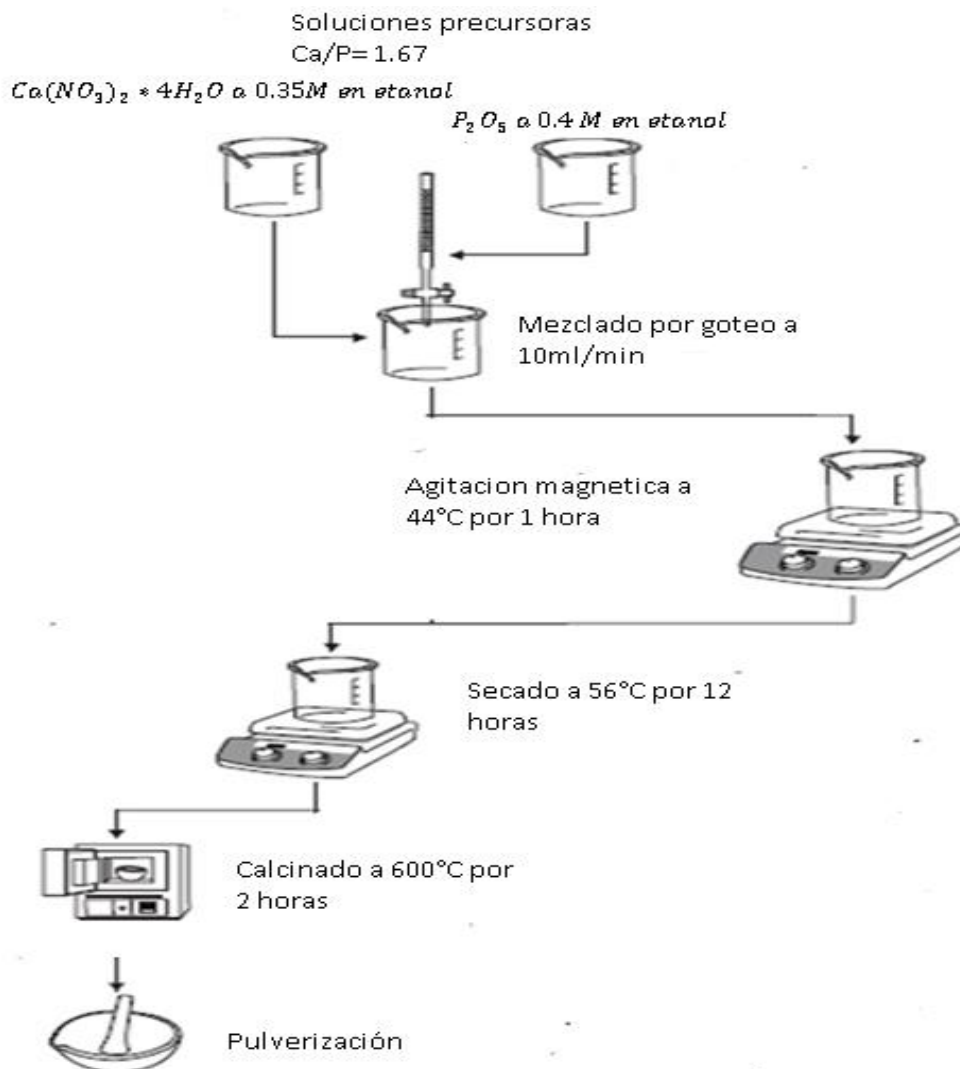 Soluciones precursoras
Ca/P= 1.67
Ca(NO₃)₂ * 4H₂O a 0.35M en etanol
P₂O₅ a 0.4 M en etanol
Mezclado por goteo a
10ml/min
Agitacion magnetica a
44°C por 1 hora
Secado a 56°C por 12
horas
Calcinado a 600°C por
2 horas
Pulverización